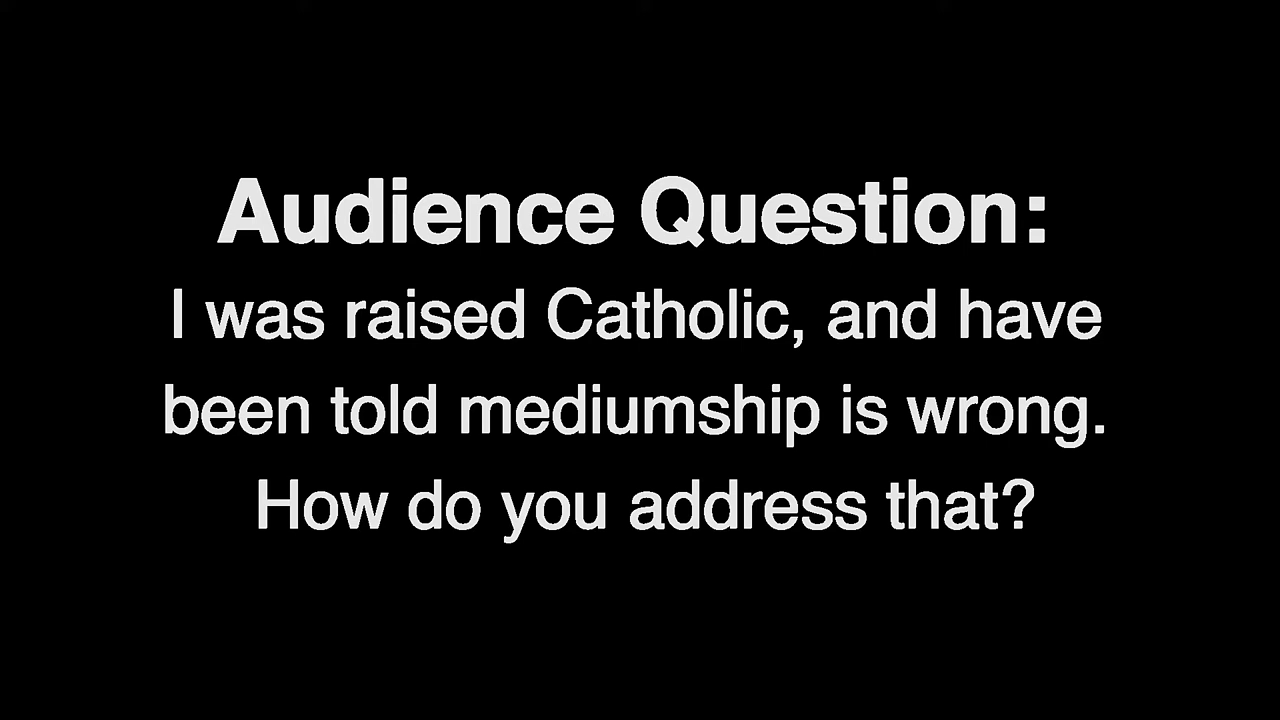 Audience Question:
I was raised Catholic, and have
been told mediumship is wrong.
How do you address that?